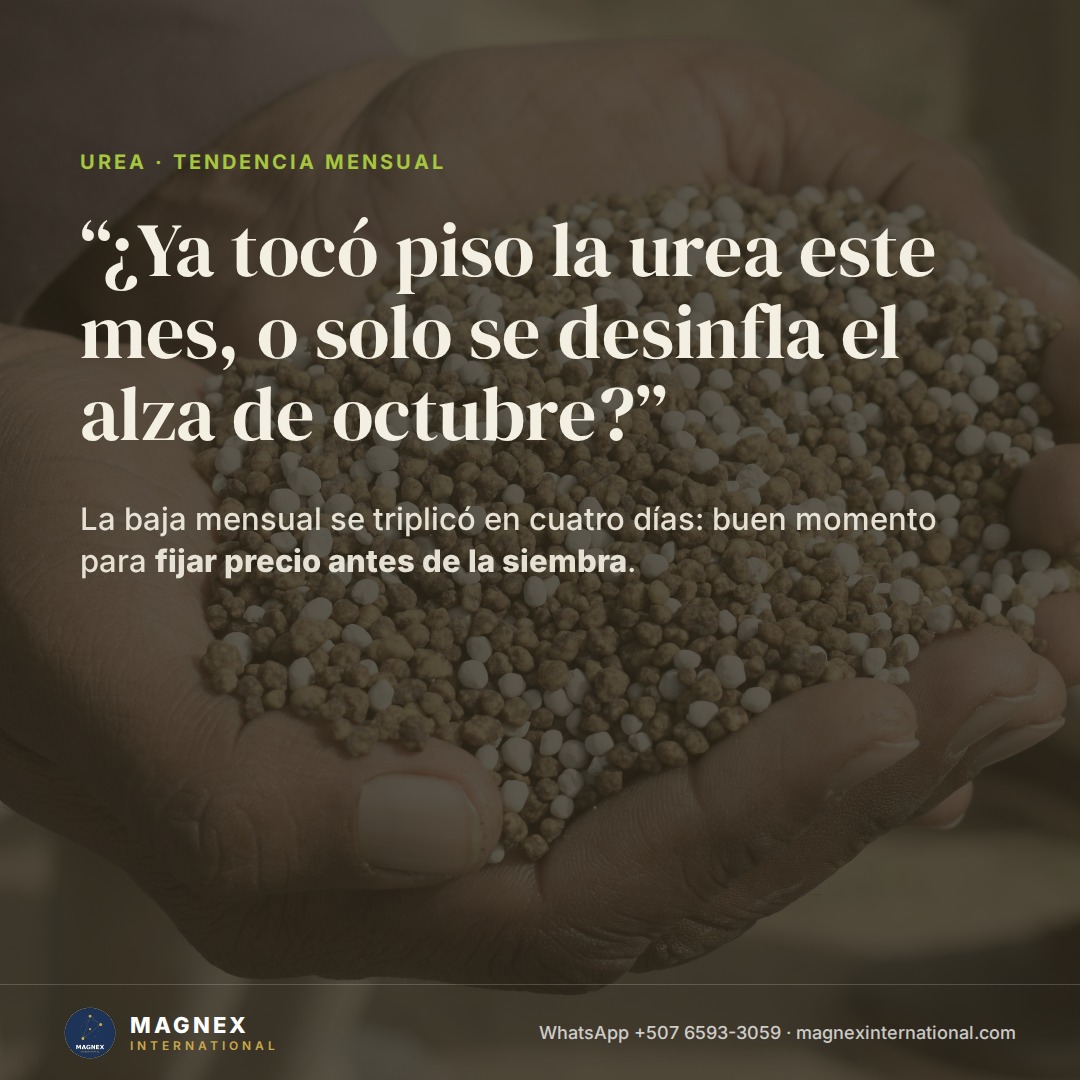 UREA · TENDENCIA MENSUAL
“¿Ya tocó piso la urea este
mes, o solo se desinfla el
alza de octubre?”
La baja mensual se triplicó en cuatro días: buen momento
para fijar precio antes de la siembra.
MAGNEX
MAGNEX
INTERNATIONAL
WhatsApp +507 6593-3059 · magnexinternational.com